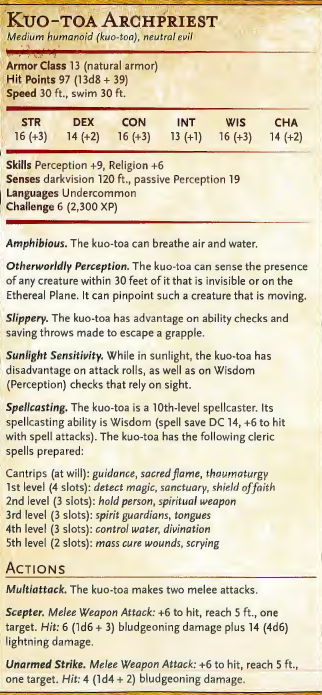 Kuo-toa Archpriest
Medium humanoid (kuo-toa), neutral evil
Armor Class 13 (natural armor)
Hit Points 97 (13d8 + 39)
Speed 30 ft., swim 30 ft.
STR DEX CON INT WIS CHA
16 (+3) 14 (+2) 16 (+3) 13 (+1) 16 (+3) 14 (+2)
Skills Perception +9, Religion +6
Senses darkvision 120 ft., passive Perception 19
Languages Undercommon
Challenge 6 (2,300 XP)
Amphibious. The kuo-toa can breathe air and water.
Otherworldly Perception. The kuo-toa can sense the presence
of any creature within 30 feet of it that is invisible or on the
Ethereal Plane. It can pinpoint such a creature that is moving.
Slippery. The kuo-toa has advantage on ability checks and
saving throws made to escape a grapple.
Sunlight Sensitivity. While in sunlight, the kuo-toa has
disadvantage on attack rolls, as well as on Wisdom
(Perception) checks that rely on sight.
Spellcasting. The kuo-toa is a 10th-level spellcaster. Its
spellcasting ability is Wisdom (spell save DC 14, +6 to hit
with spell attacks). The kuo-toa has the following cleric
spells prepared:
Cantrips (at will): guidance, sacred flame, thaumaturgy
1st level (4 slots): detect magic, sanctuary, shield of faith
2nd level (3 slots): hold person, spiritual weapon
3rd level (3 slots): spirit guardians, tongues
4th level (3 slots): control water, divination
5th level (2 slots): mass cure wounds, scrying
Actions
Multiattack. The kuo-toa makes two melee attacks.
Scepter. Melee Weapon Attack: +6 to hit, reach 5 ft., one
target. Hit: 6 (1d6 + 3) bludgeoning damage plus 14 (4d6)
lightning damage.
Unarmed Strike. Melee Weapon Attack: +6 to hit, reach 5 ft.,
one target. Hit: 4 (1d4 + 2) bludgeoning damage.